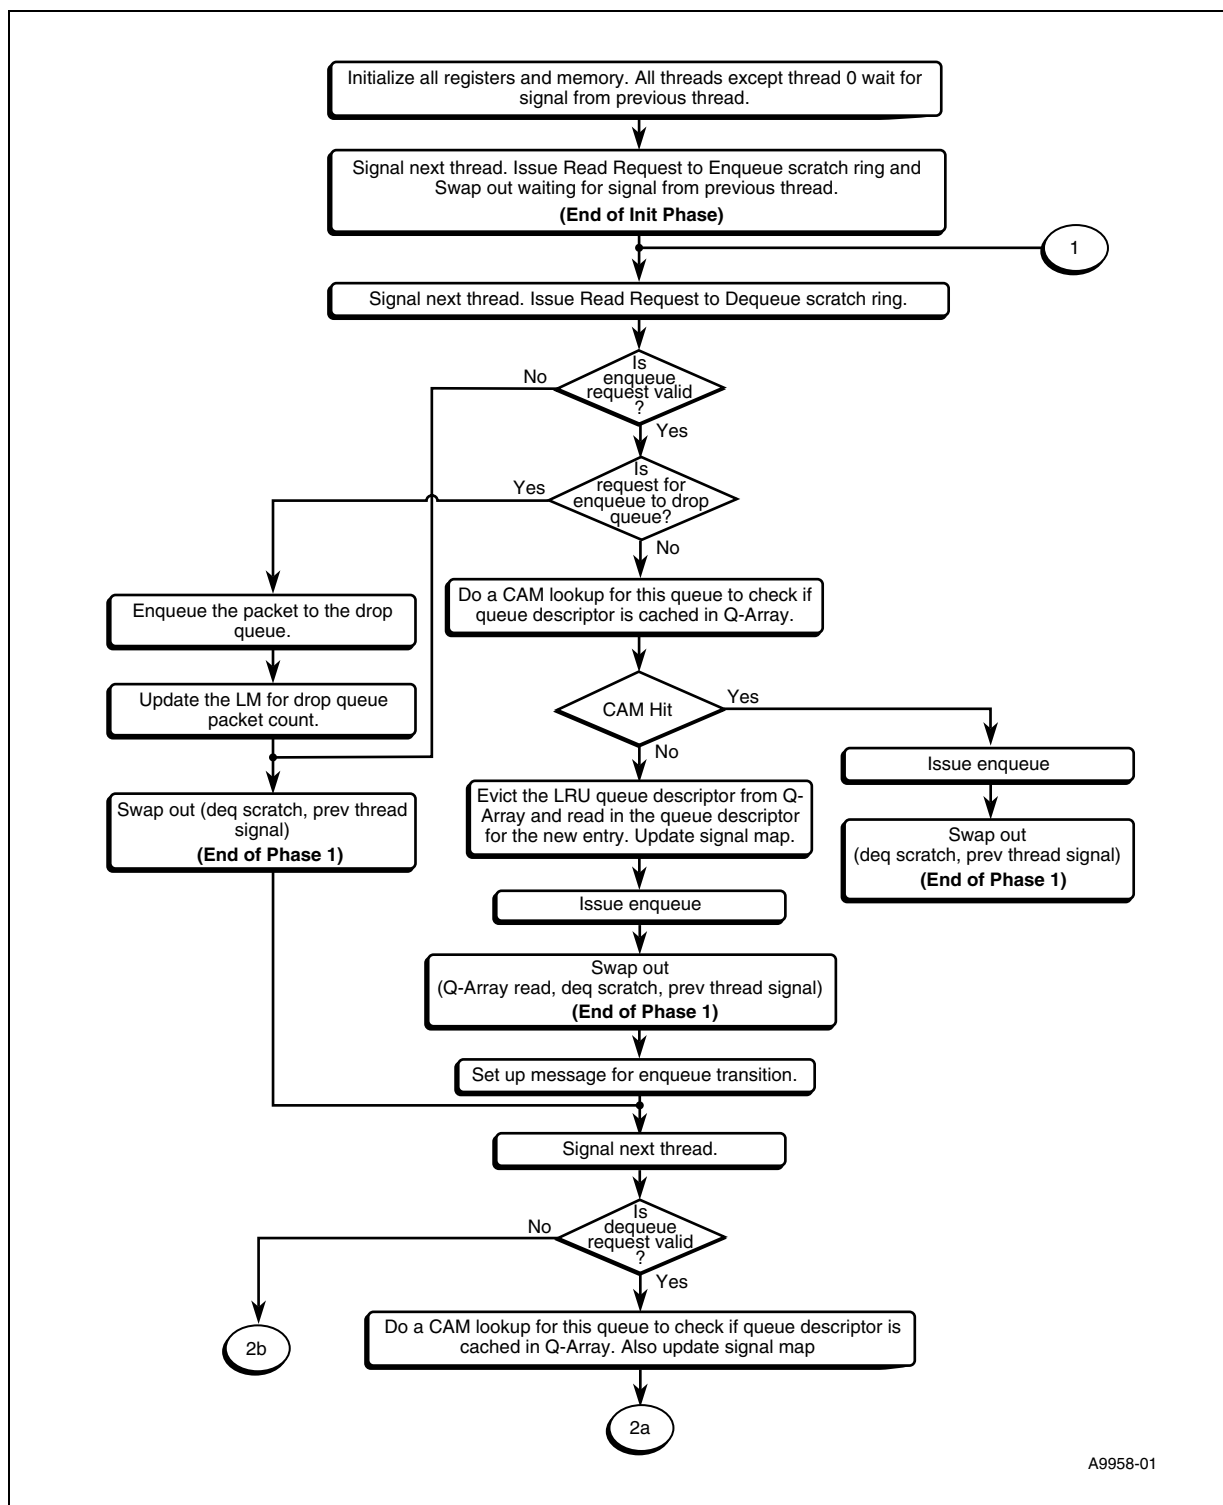 Initialize all registers and memory. All threads except thread 0 wait for
signal from previous thread.
Signal next thread. Issue Read Request to Enqueue scratch ring and
Swap out waiting for signal from previous thread.
(End of Init Phase)
1
Signal next thread. Issue Read Request to Dequeue scratch ring.
Is
enqueue
request valid
?
No
Yes
Is
request for
enqueue to drop
queue?
Yes
No
Enqueue the packet to the drop
queue.
Update the LM for drop queue
packet count.
Swap out (deq scratch, prev thread
signal)
(End of Phase 1)
Do a CAM lookup for this queue to check if
queue descriptor is cached in Q-Array.
CAM Hit
Yes
No
Issue enqueue
Swap out
(deq scratch, prev thread signal)
(End of Phase 1)
Evict the LRU queue descriptor from Q-
Array and read in the queue descriptor
for the new entry. Update signal map.
Issue enqueue
Swap out
(Q-Array read, deq scratch, prev thread signal)
(End of Phase 1)
Set up message for enqueue transition.
Signal next thread.
Is
dequeue
request valid
?
No
Yes
2b
Do a CAM lookup for this queue to check if queue descriptor is
cached in Q-Array. Also update signal map
2a
A9958-01